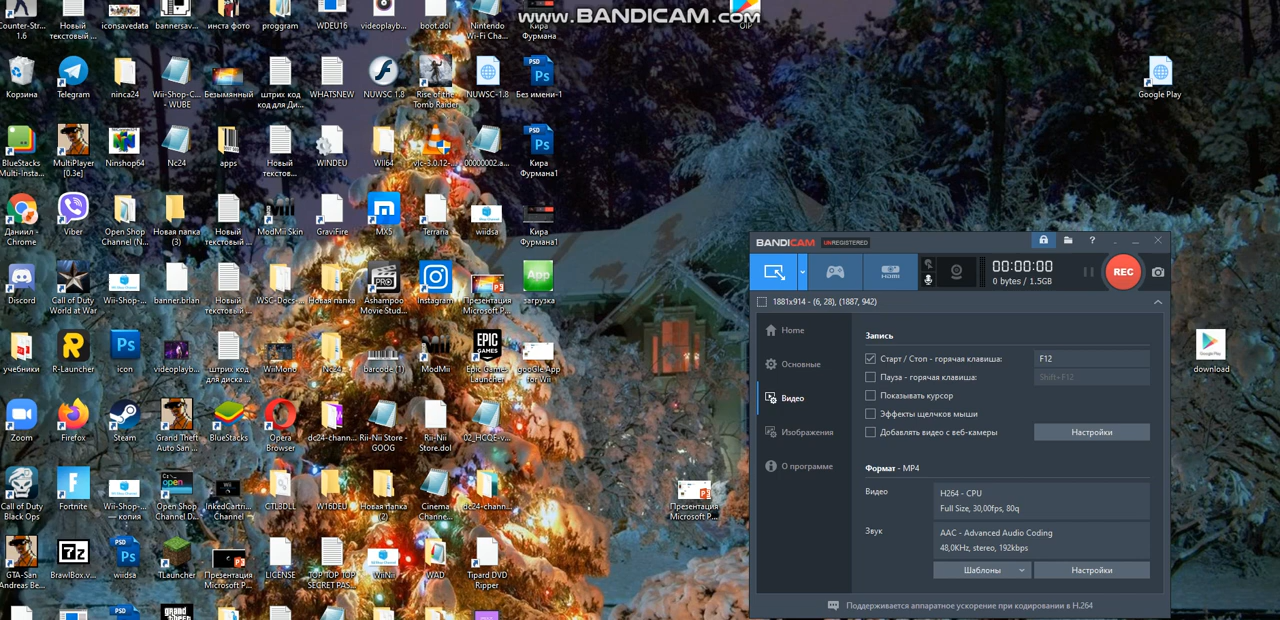 www.BANDICAM.com
Counter-Str...
1.6
Новый
текстовый ...
iconsavedata
bannersav...
инста фото
proggram
WDEU16
videoplayb...
boot.dol
Nintendo
Wi-Fi Cha...
Кира
Фурмана
Корзина
Telegram
ninca24
Wii-Shop-C...
- WUBE
Безымянный
штрих код
код для Ди...
WHATSNEW
NUWSC 1.8
Rise of the
Tomb Raider
NUWSC-1.8
Без имени-1
Google Play
BlueStacks
Multi-Insta...
MultiPlayer
[0.3e]
Ninshop64
Nc24
apps
Новый
текстов...
WINDEU
WII64
vlc-3.0.12-...
00000002.a...
Кира
Фурмана1
Даниил -
Chrome
Viber
Open Shop
Channel (N...
Новая папка
(3)
Новый
текстовый ...
ModMii Skin
GraviFire
MX5
Terraria
wiidsa
Кира
Фурмана1
Discord
Call of Duty
World at War
Wii-Shop-...
banner.brlan
Новый
текстовый ...
WSC-Docs-...
Новая папка
Ashampoo
Movie Stud...
Instagram
Презентация
Microsoft P...
App
загрузка
учебники
R-Launcher
icon
videoplayb...
штрих код
для диска ...
WiiMono
Nc24
barcode (1)
ModMii
Epic Games
Launcher
gooGle App
for Wii
download
Zoom
Firefox
Steam
Grand Theft
Auto San ...
BlueStacks
Opera
Browser
dc24-chann...
Rii-Nii Store -
GOOG
Rii-Nii
Store.dol
02_HCQE-v...
Call of Duty
Black Ops
Fortnite
Wii-Shop-...
— копия
Open Shop
Channel D...
InkedCartri...
Channel
GTLBDLL
W16DEU
Новая папка
(2)
Cinema
Channe...
dc24-chann...
Презентация
Microsoft P...
GTA-San
Andreas Be...
BrawlBox.v...
wiidsa
TLauncher
Презентация
Microsoft P...
LICENSE
TOP TOP TOP
SECRET PAS...
WiiNii
WAD
Tipard DVD
Ripper
BANDICAM UNREGISTERED
HDMI
00:00:00
0 bytes / 1.5GB
REC
1881x914 - (6, 28), (1887, 942)
Home
Основные
Видео
Изображения
О программе
Запись
Старт / Стоп - горячая клавиша:
F12
Пауза - горячая клавиша:
Shift+F12
Показывать курсор
Эффекты щелчков мыши
Добавлять видео с веб-камеры
Настройки
Формат - MP4
Видео
H264 - CPU
Full Size, 30,00fps, 80q
Звук
AAC - Advanced Audio Coding
48,0KHz, stereo, 192kbps
Шаблоны
Настройки
Поддерживается аппаратное ускорение при кодировании в H.264